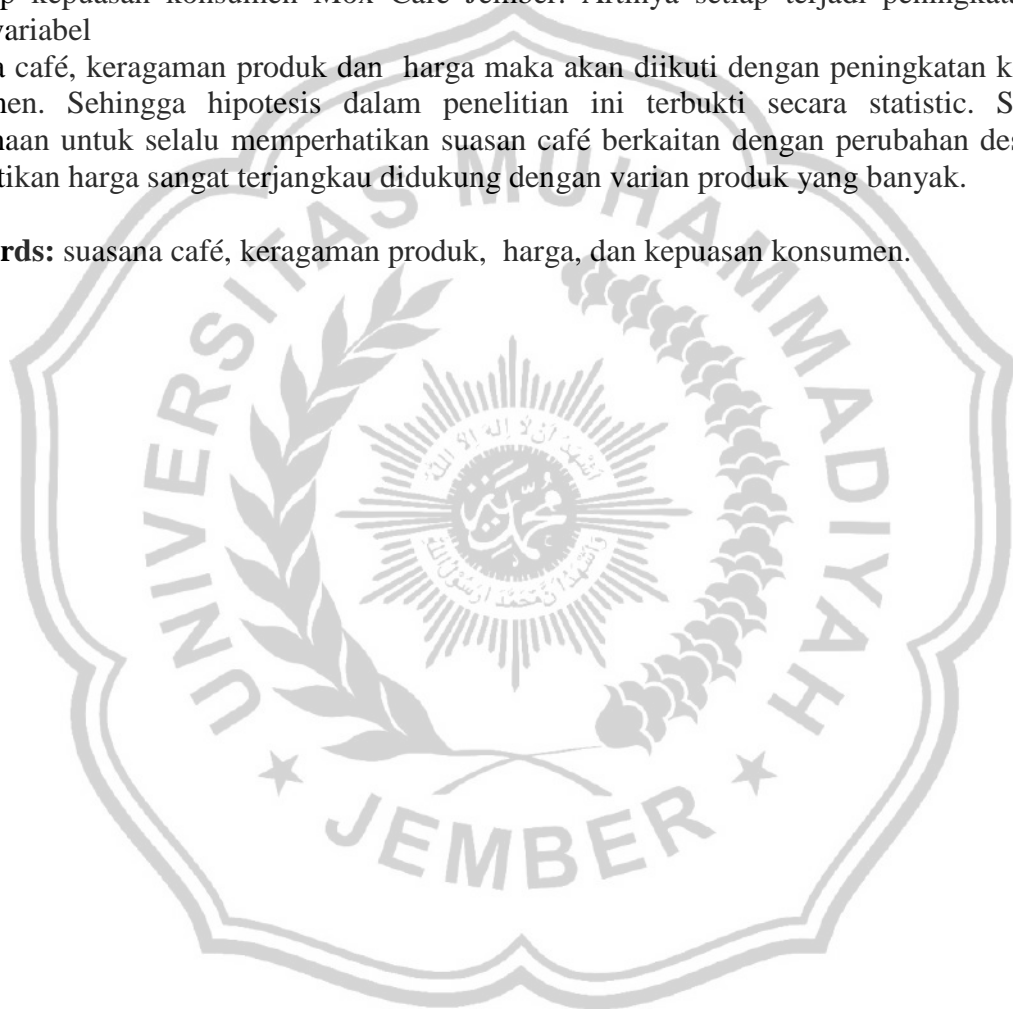 kepuasan konsumen Mox Café Jember. Artinya setiap terjadi peningkata
variabel
a café, keragaman produk dan harga maka akan diikuti dengan peningkatan k
men. Sehingga hipotesis dalam penelitian ini terbukti secara statistic. S
haan untuk selalu memperhatikan suasan café berkaitan dengan perubahan des
tikan harga sangat terjangkau didukung dengan varian produk yang banyak.
rds: suasana café, keragaman produk, harga, dan kepuasan konsumen.
UNIVERSITAS MUHAMMADIYAH
JEMBER